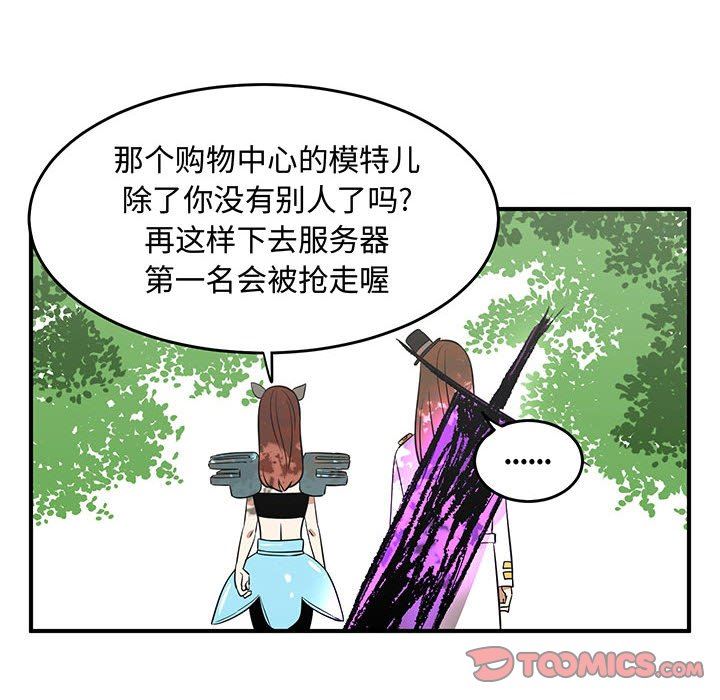 那个购物中心的模特儿
除了你没有别人了吗?
再这样下去服务器
第一名会被抢走喔
......
TOOMICS.COM